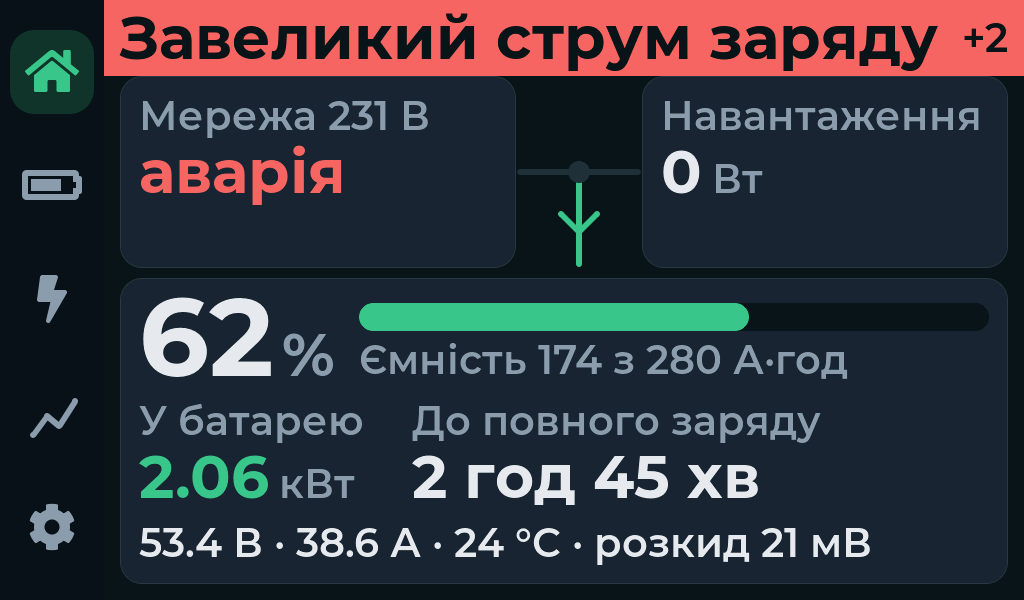 Завеликий струм заряду +2
Мережа 231 В
аварія
Навантаження
0 Вт
62 %
Ємність 174 з 280 А·год
У батарею
2.06 кВт
До повного заряду
2 год 45 хв
53.4 В · 38.6 А · 24 °C · розкид 21 мВ